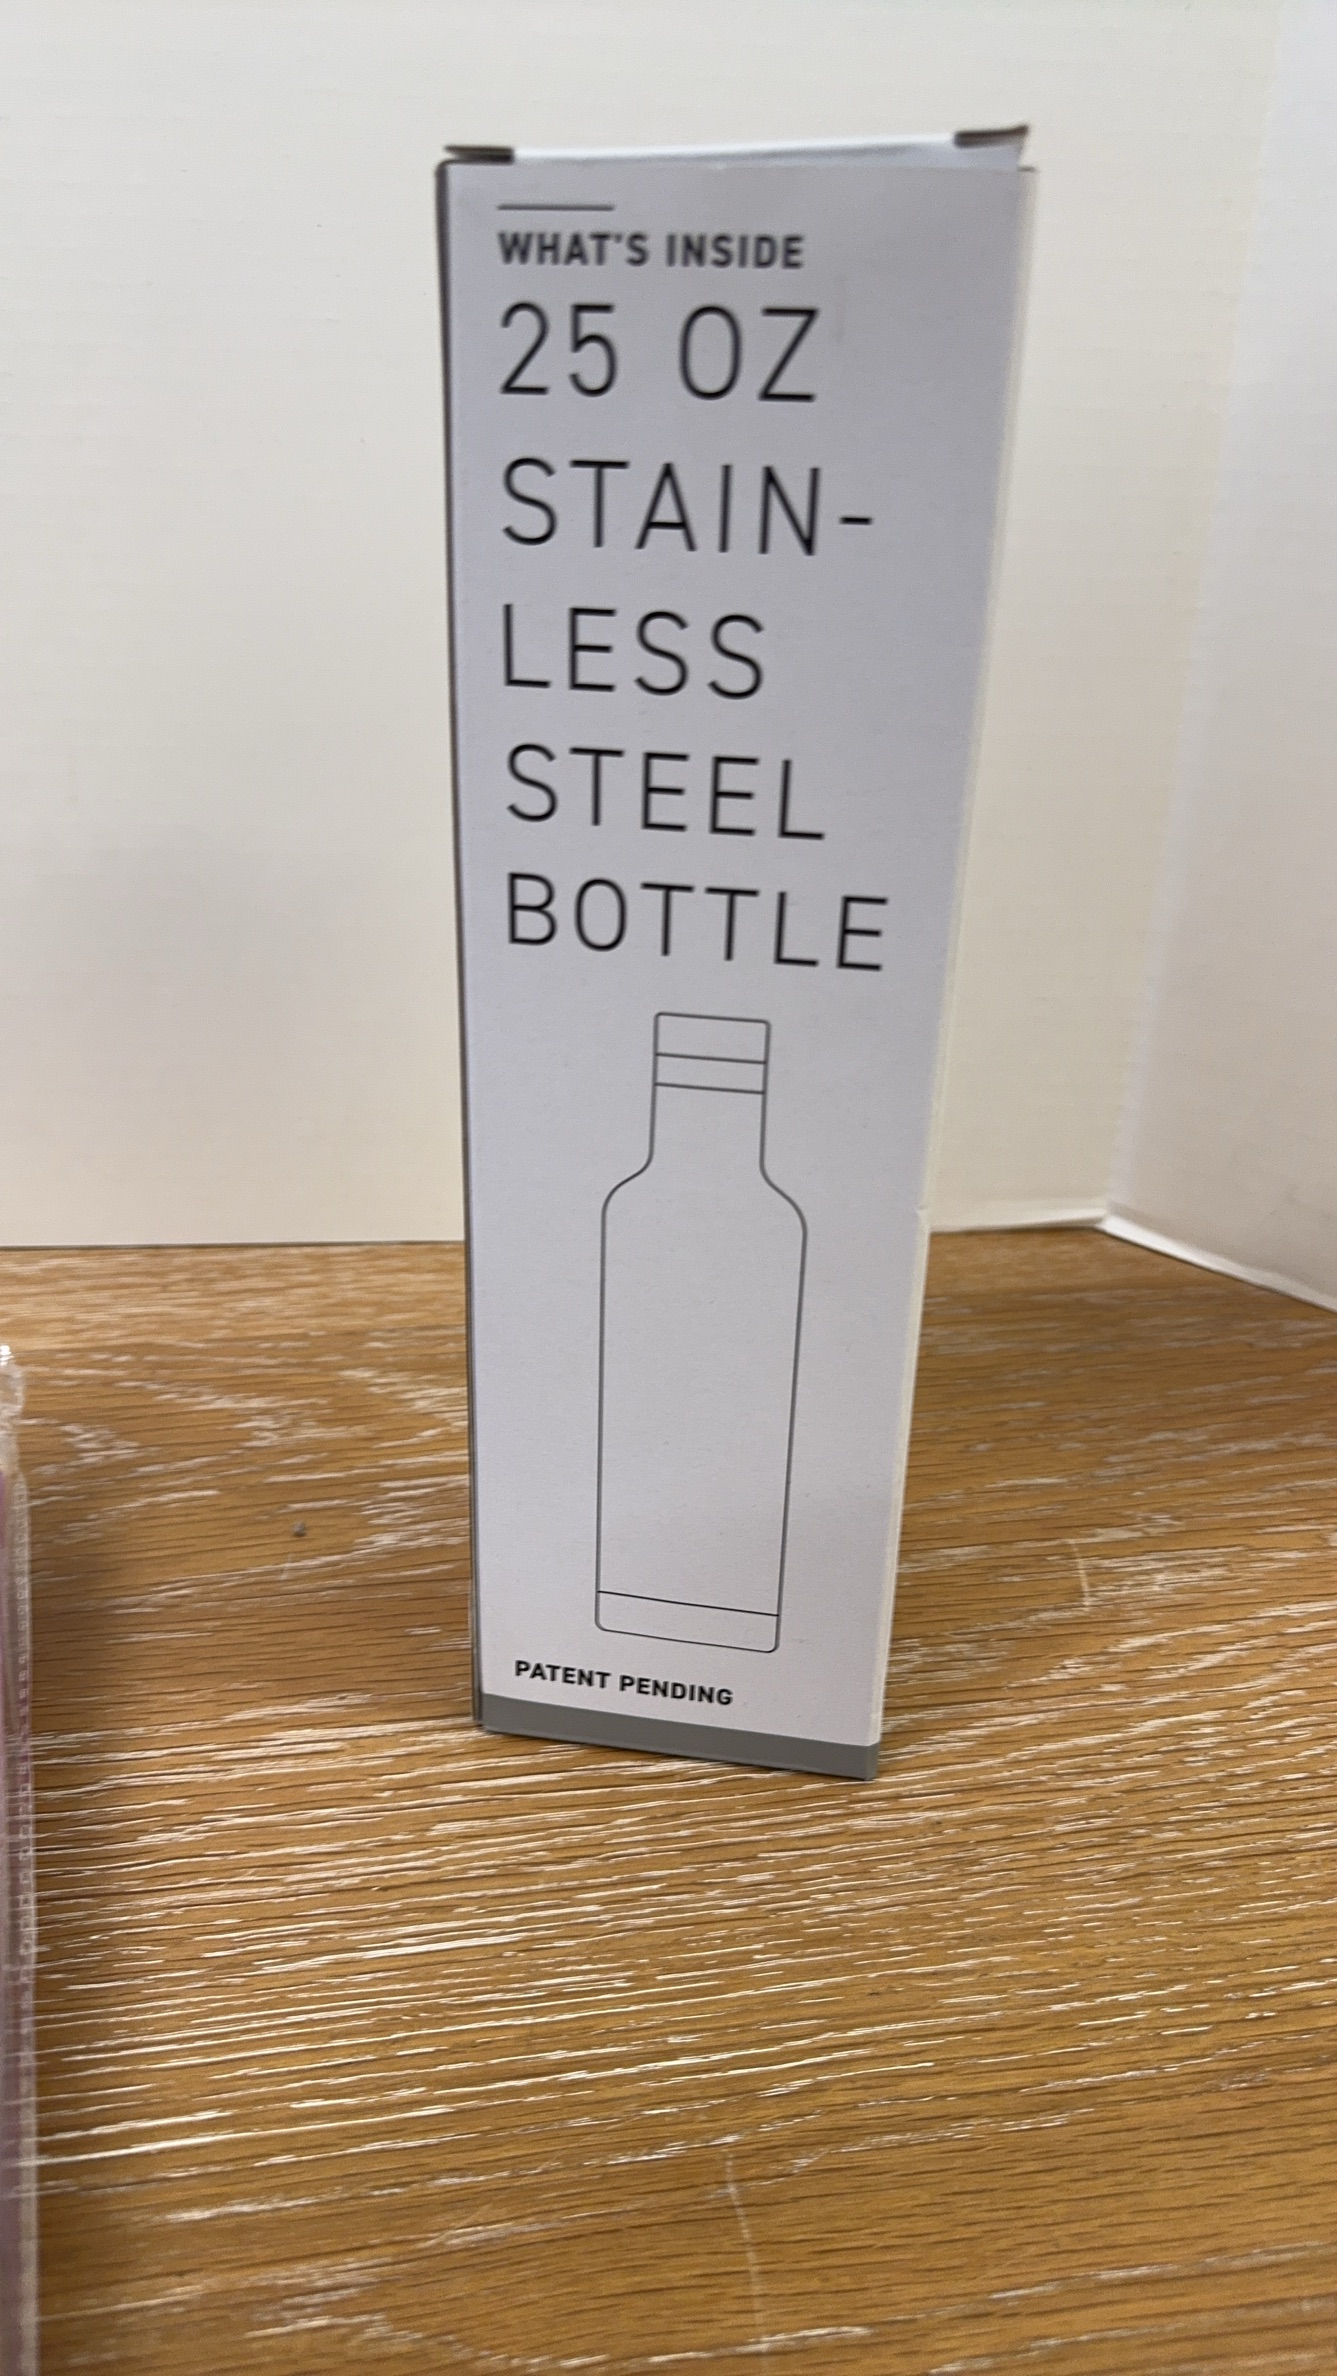 WHAT'S INSIDE
25 OZ
STAIN-
LESS
STEEL
BOTTLE
PATENT PENDING